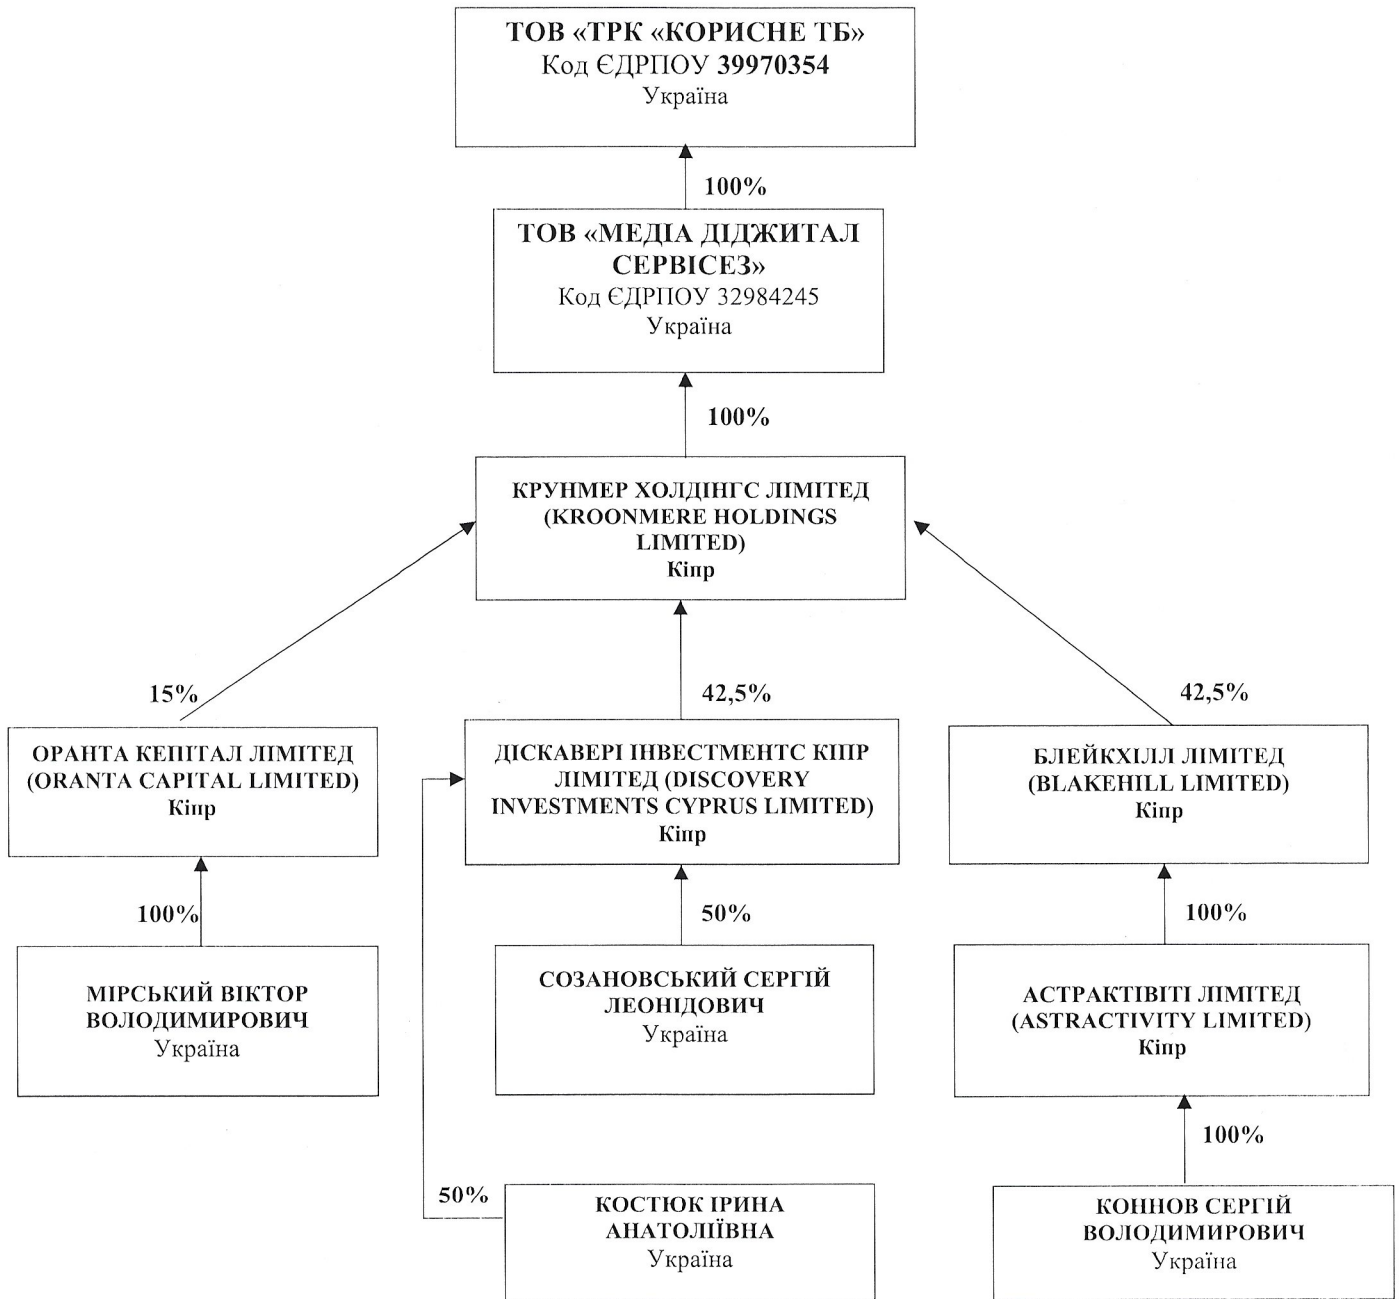 ТОВ «ТРК «КОРИСНЕ ТБ»
Код ЄДРПОУ 39970354
Україна
100%
ТОВ «МЕДІА ДІДЖИТАЛ
СЕРВІСЕЗ»
Код ЄДРПОУ 32984245
Україна
100%
КРУНМЕР ХОЛДІНГС ЛІМІТЕД
(KROONMERE HOLDINGS
LIMITED)
Кіпр
15%
42,5%
42,5%
ОРАНТА КЕПІТАЛ ЛІМІТЕД
(ORANTA CAPITAL LIMITED)
Кіпр
ДІСКАВЕРІ ІНВЕСТМЕНТС КІПР
ЛІМІТЕД (DISCOVERY
INVESTMENTS CYPRUS LIMITED)
Кіпр
БЛЕЙКХІЛЛ ЛІМІТЕД
(BLAKEHILL LIMITED)
Кіпр
100%
50%
100%
МІРСЬКИЙ ВІКТОР
ВОЛОДИМИРОВИЧ
Україна
СОЗАНОВСЬКИЙ СЕРГІЙ
ЛЕОНІДОВИЧ
Україна
АСТРАКТІВІТІ ЛІМІТЕД
(ASTRACTIVITY LIMITED)
Кіпр
100%
50%
КОСТЮК ІРИНА
АНАТОЛІЇВНА
Україна
КОННОВ СЕРГІЙ
ВОЛОДИМИРОВИЧ
Україна